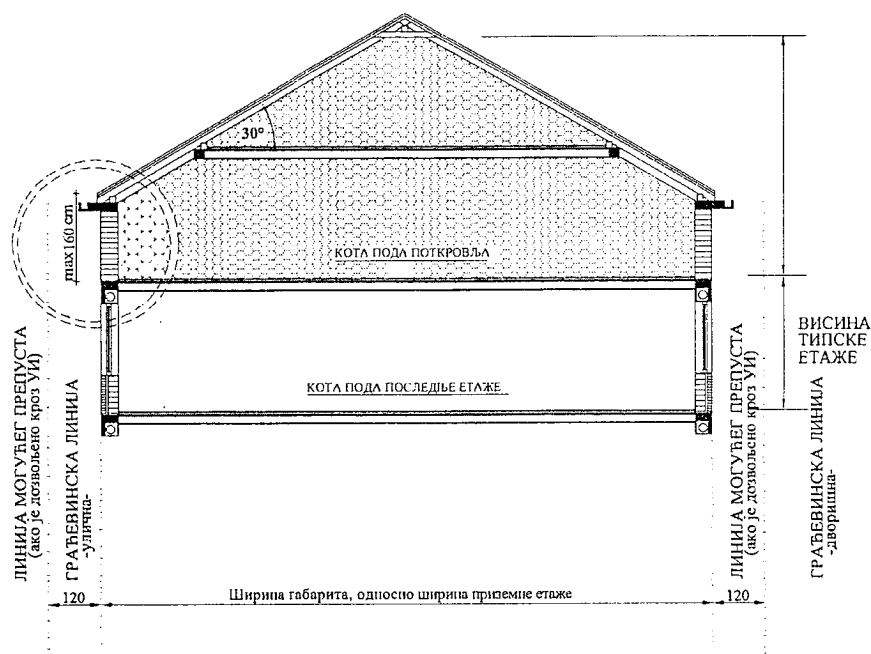 30°
max 160 cm
КОТА ПОДА ПОТКРОВЉА
ВИСИНА
ТИПСКЕ
ЕТАЖЕ
КОТА ПОДА ПОСЛЕДЊЕ ЕТАЖЕ
ЛИНИЈА МОГУЋЕГ ПРЕПУСТА
(ако је дозвољено кроз УИ)
ГРАЂЕВИНСКА ЛИНИЈА
-улична-
ЛИНИЈА МОГУЋЕГ ПРЕПУСТА
(ако је дозвољено кроз УИ)
ГРАЂЕВИНСКА ЛИНИЈА
-дворишна-
120
Ширина габарита, односно ширина приземне етаже
120